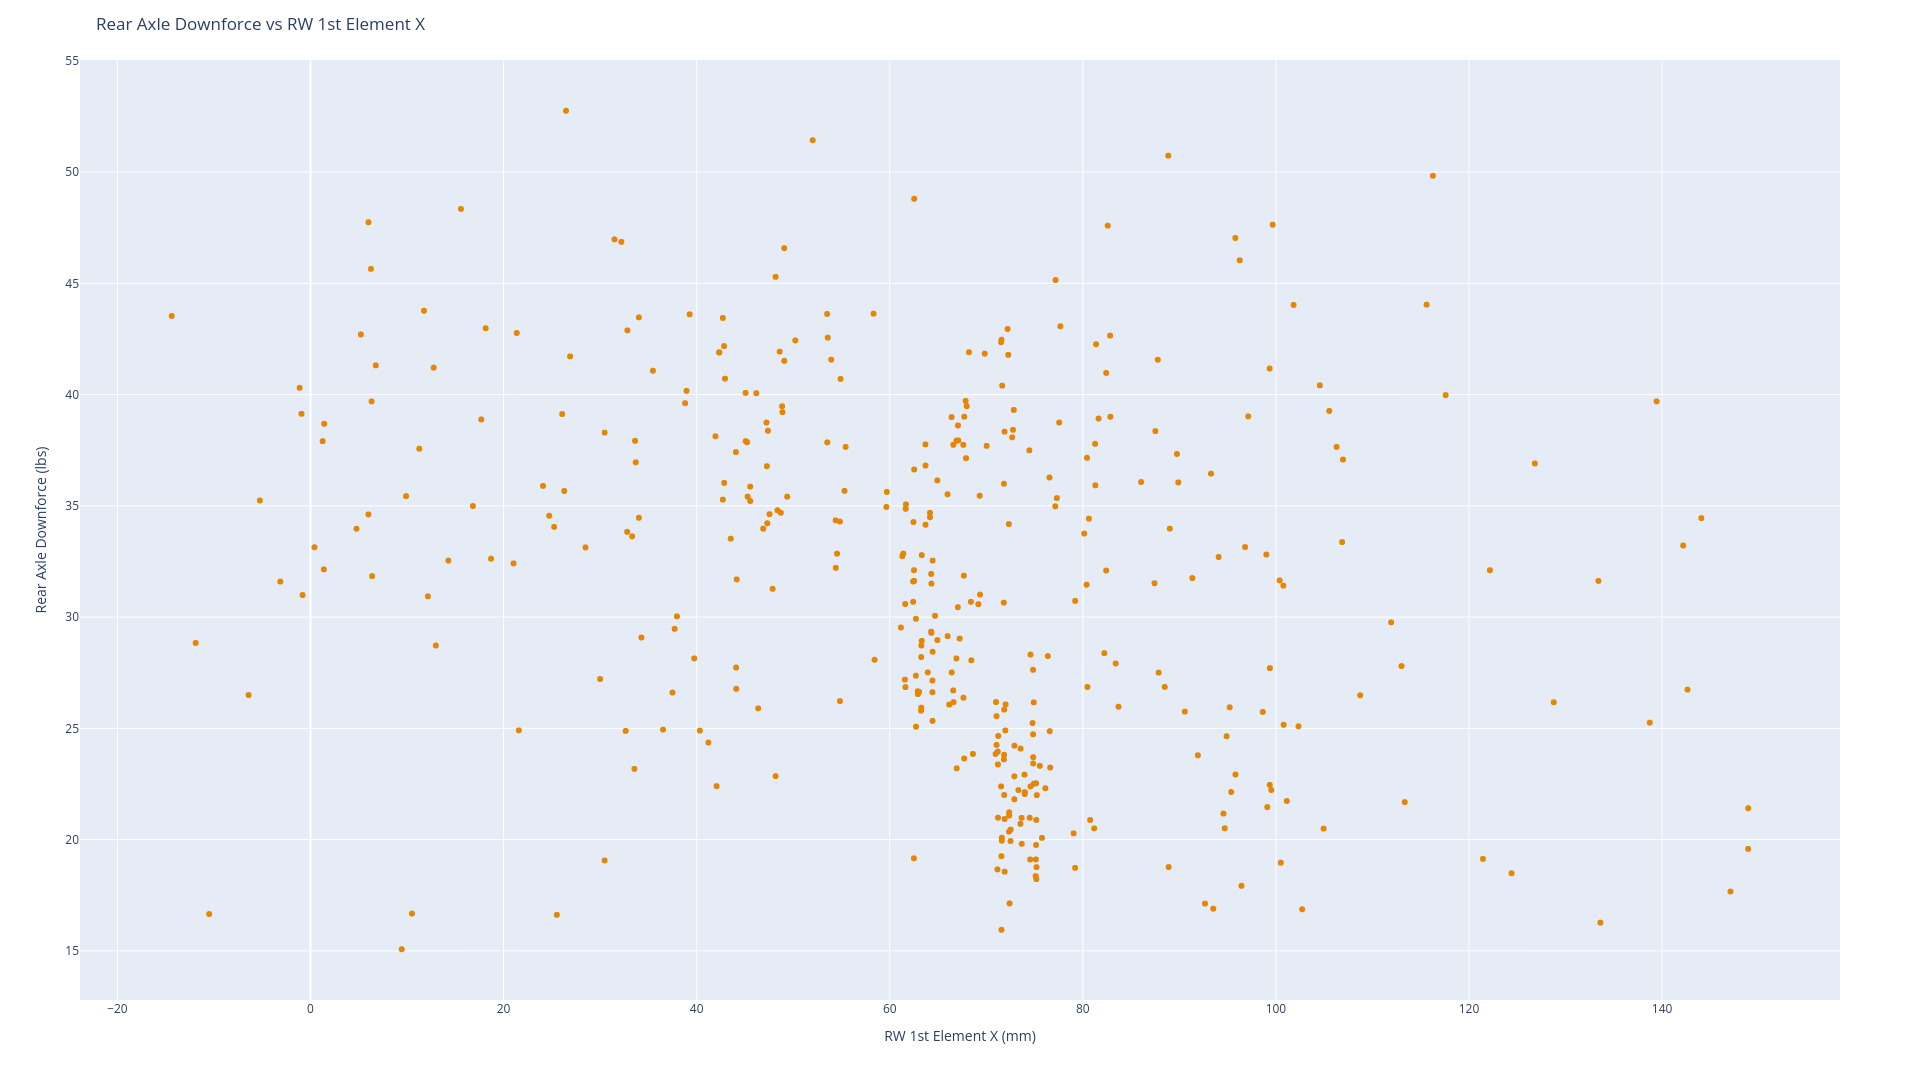 Rear Axle Downforce vs RW 1st Element X
55
50
45
40
35
30
25
20
15
Rear Axle Downforce (lbs)
−20 0 20 40 60 80 100 120 140
RW 1st Element X (mm)